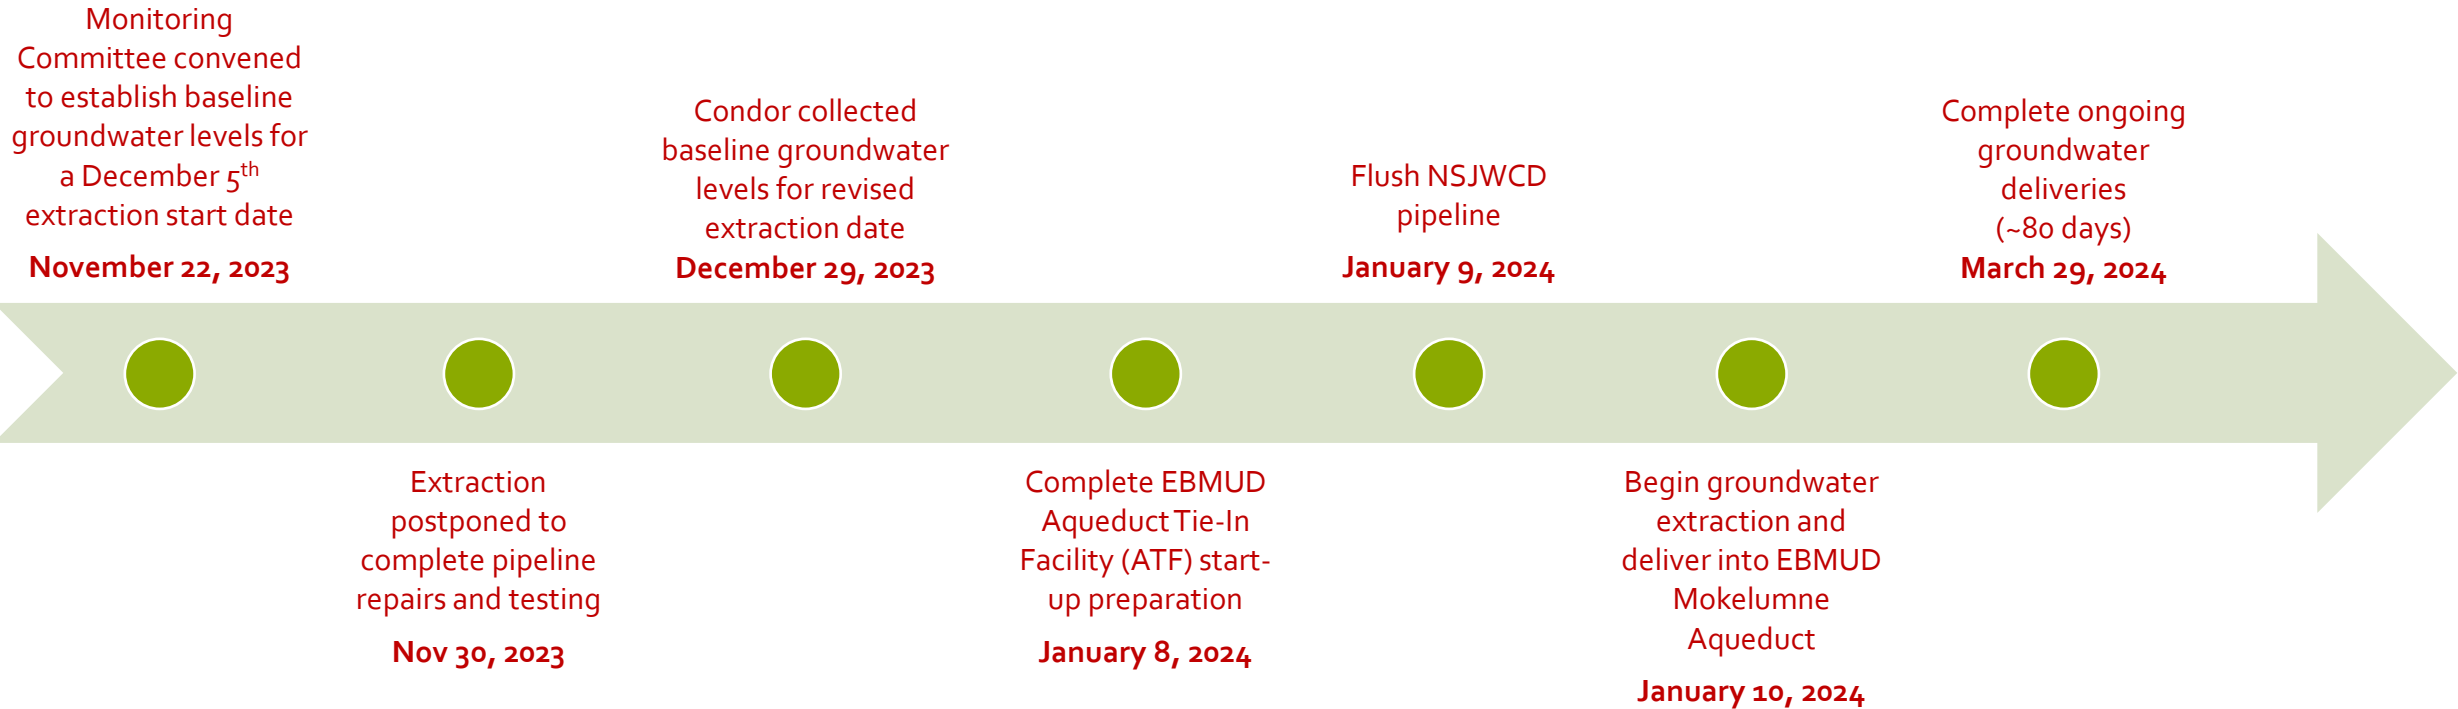 Monitoring
Committee convened
to establish baseline
groundwater levels for
a December 5th
extraction start date
November 22, 2023
Extraction
postponed to
complete pipeline
repairs and testing
Nov 30, 2023
Condor collected
baseline groundwater
levels for revised
extraction date
December 29, 2023
Complete EBMUD
Aqueduct Tie-In
Facility (ATF) start-
up preparation
January 8, 2024
Flush NSJWCD
pipeline
January 9, 2024
Begin groundwater
extraction and
deliver into EBMUD
Mokelumne
Aqueduct
January 10, 2024
Complete ongoing
groundwater
deliveries
(~80 days)
March 29, 2024